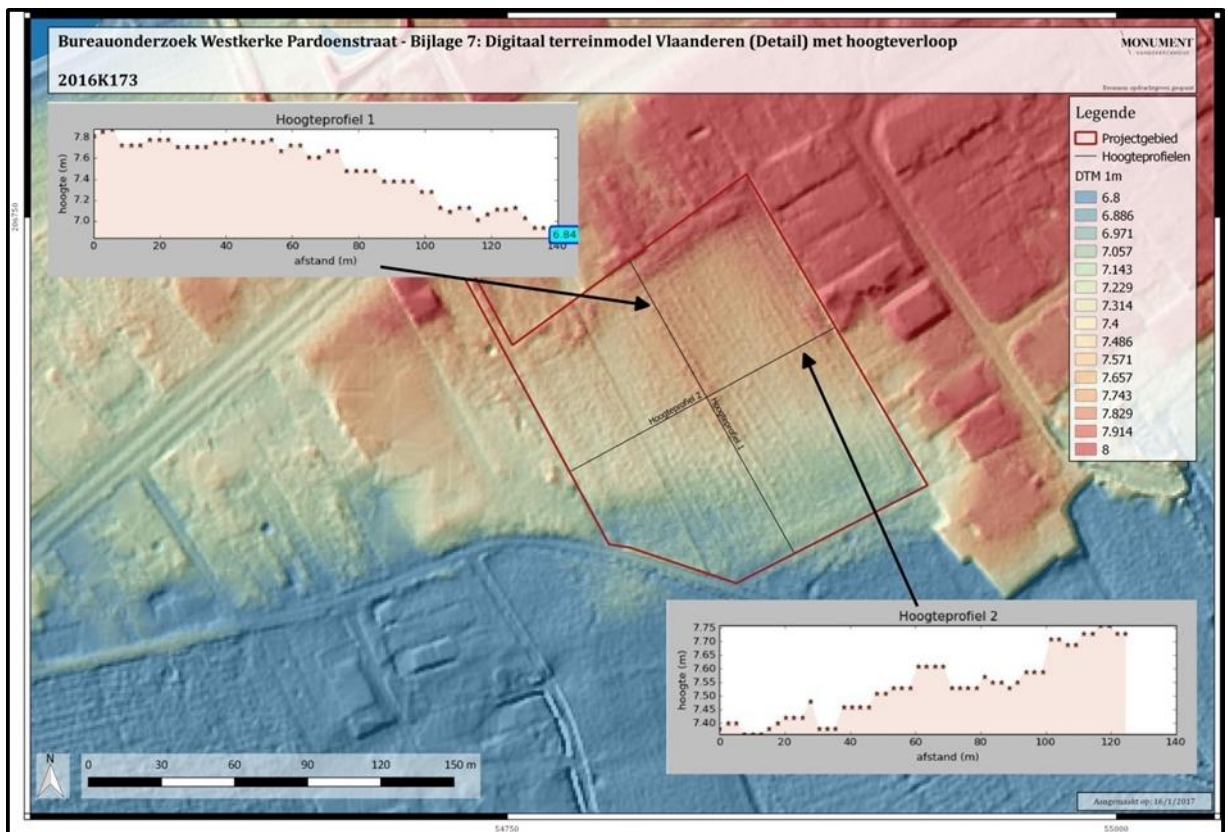 Bureauonderzoek Westkerke Pardoenstraat - Bijlage 7: Digitaal terreinmodel Vlaanderen (Detail) met hoogteverloop
2016K173
MONUMENT
Hoogteprofiel 1
hoogte (m)
7.8
7.6
7.4
7.2
7.0
0 20 40 60 80 100 120 140
6.84
afstand (m)
Legende
Projectgebied
Hoogteprofielen
DTM 1m
6.8
6.886
6.971
7.057
7.143
7.229
7.314
7.4
7.486
7.571
7.657
7.743
7.829
7.914
8
206750
Hoogteprofiel 2
Hoogteprofiel 1
Hoogteprofiel 2
hoogte (m)
7.75
7.70
7.65
7.60
7.55
7.50
7.45
7.40
0 20 40 60 80 100 120 140
afstand (m)
N
0 30 60 90 120 150 m
Aangemaakt op: 16/1/2017
54750
55000